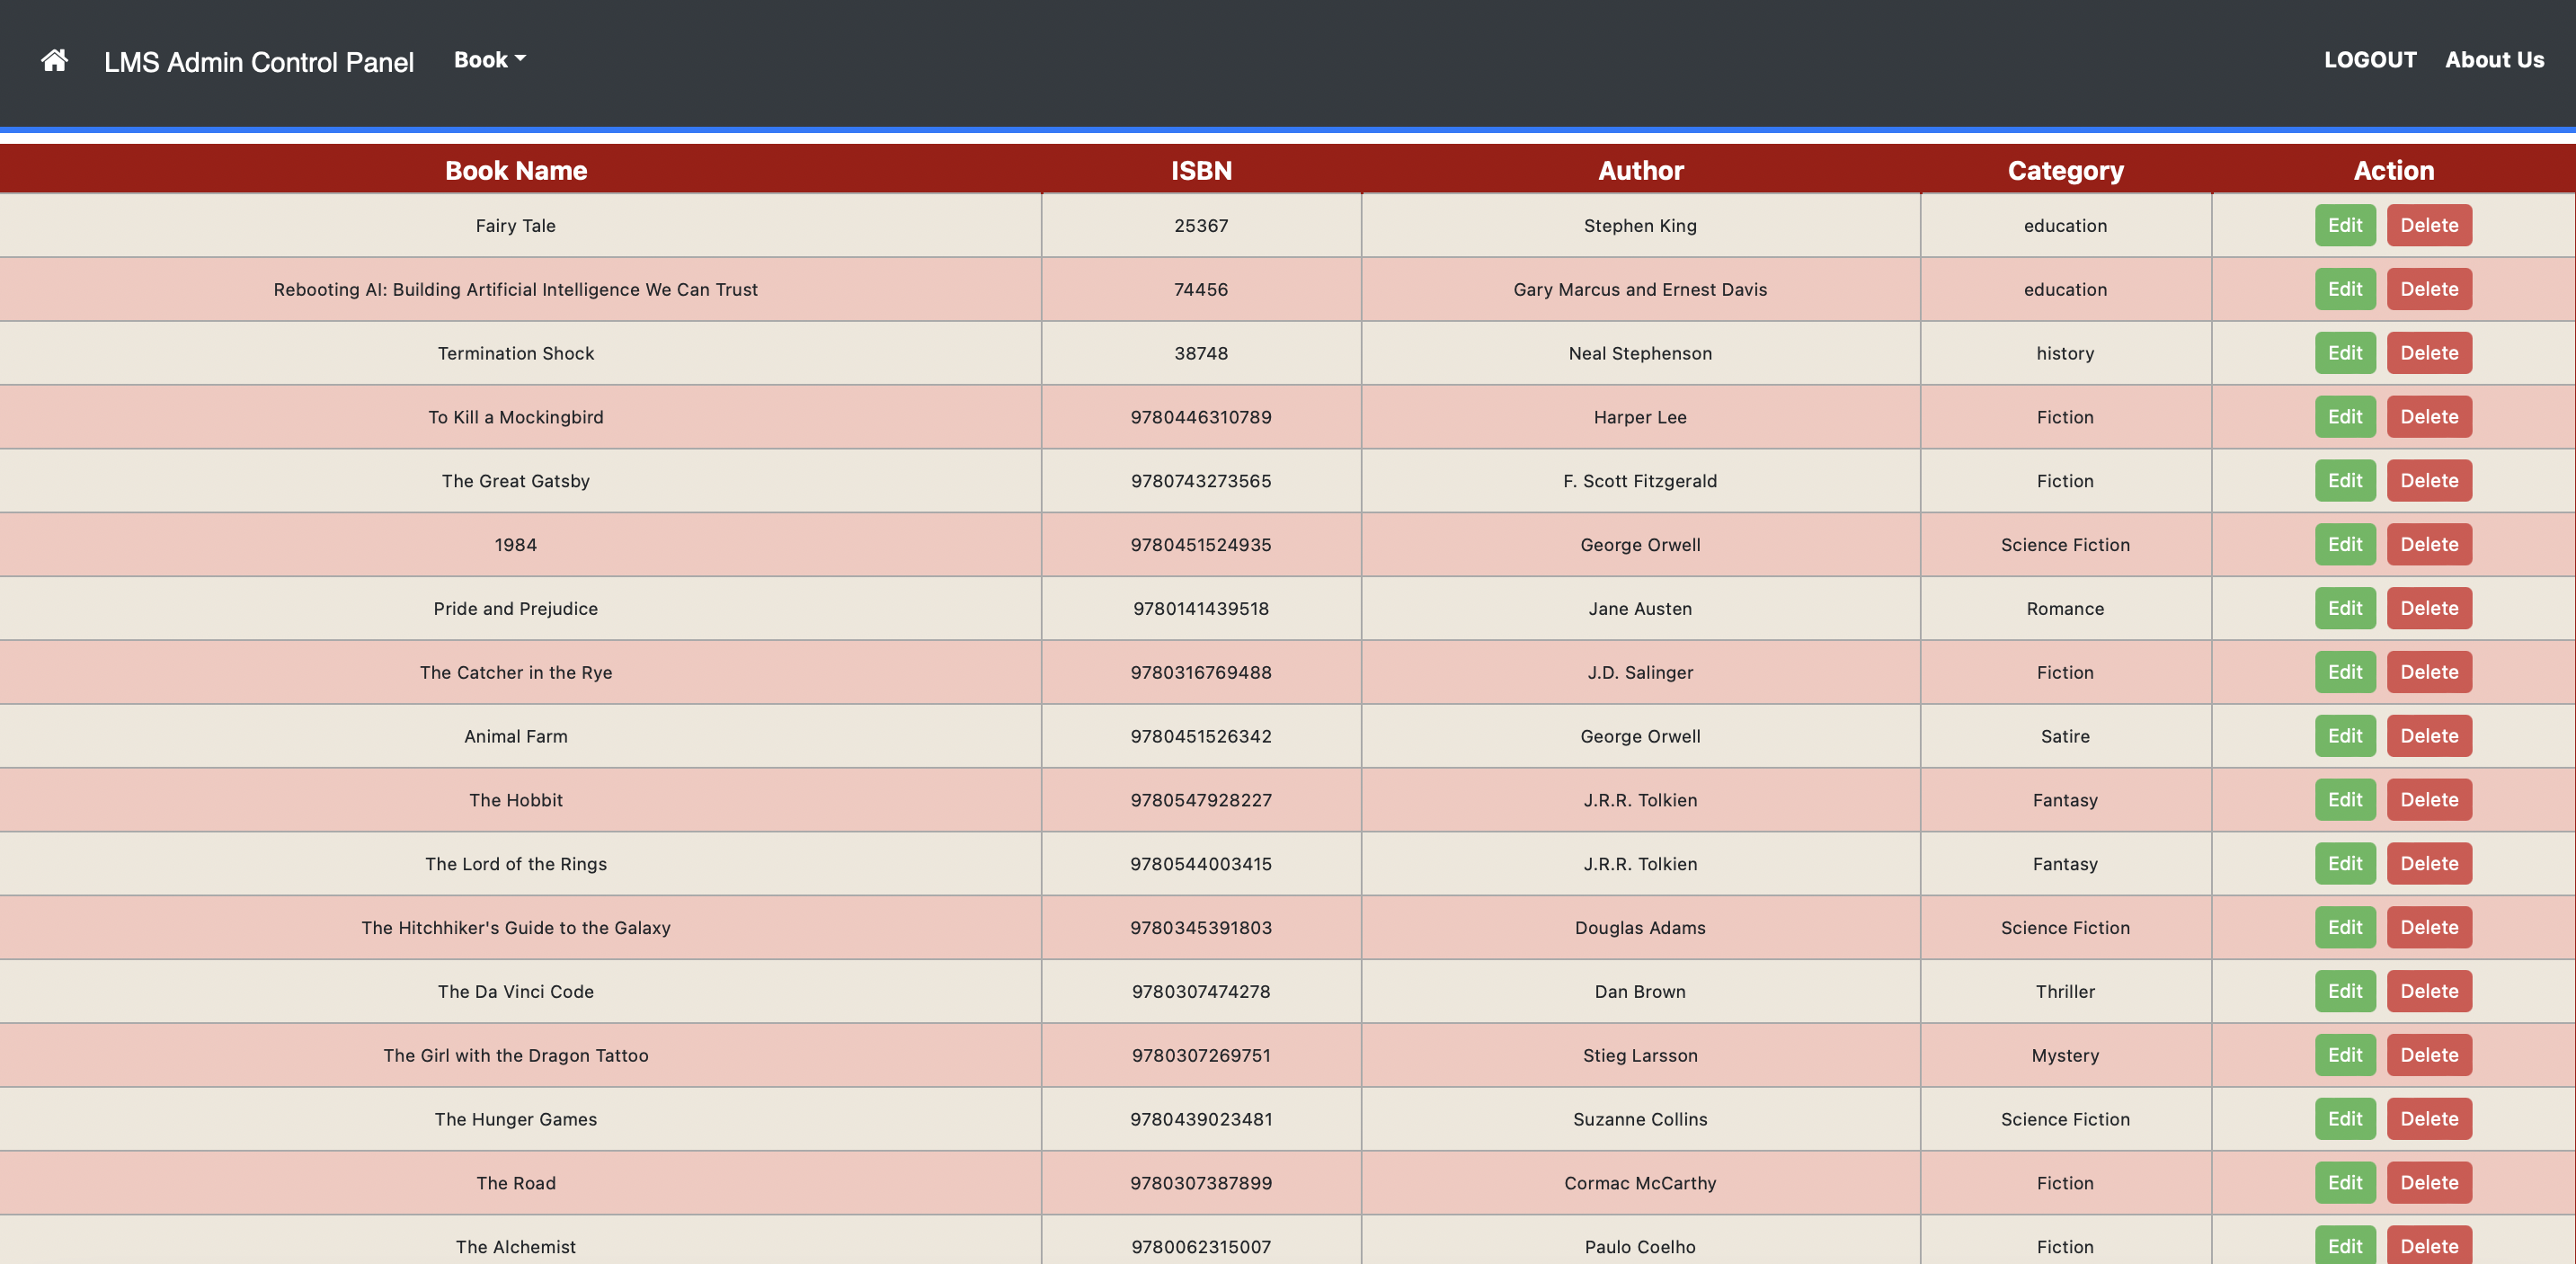 LMS Admin Control Panel Book LOGOUT About Us
Book Name ISBN Author Category Action
Fairy Tale 25367 Stephen King education Edit Delete
Rebooting AI: Building Artificial Intelligence We Can Trust 74456 Gary Marcus and Ernest Davis education Edit Delete
Termination Shock 38748 Neal Stephenson history Edit Delete
To Kill a Mockingbird 9780446310789 Harper Lee Fiction Edit Delete
The Great Gatsby 9780743273565 F. Scott Fitzgerald Fiction Edit Delete
1984 9780451524935 George Orwell Science Fiction Edit Delete
Pride and Prejudice 9780141439518 Jane Austen Romance Edit Delete
The Catcher in the Rye 9780316769488 J.D. Salinger Fiction Edit Delete
Animal Farm 9780451526342 George Orwell Satire Edit Delete
The Hobbit 9780547928227 J.R.R. Tolkien Fantasy Edit Delete
The Lord of the Rings 9780544003415 J.R.R. Tolkien Fantasy Edit Delete
The Hitchhiker's Guide to the Galaxy 9780345391803 Douglas Adams Science Fiction Edit Delete
The Da Vinci Code 9780307474278 Dan Brown Thriller Edit Delete
The Girl with the Dragon Tattoo 9780307269751 Stieg Larsson Mystery Edit Delete
The Hunger Games 9780439023481 Suzanne Collins Science Fiction Edit Delete
The Road 9780307387899 Cormac McCarthy Fiction Edit Delete
The Alchemist 9780062315007 Paulo Coelho Fiction Edit Delete